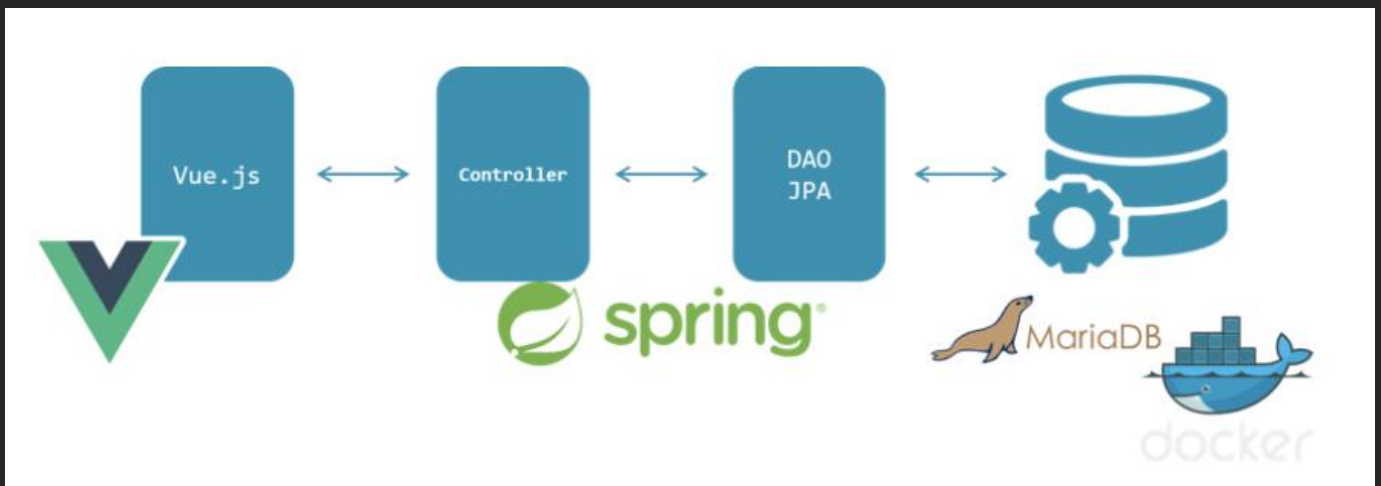 Vue.js
Controller
DAO
JPA
spring
MariaDB
docker